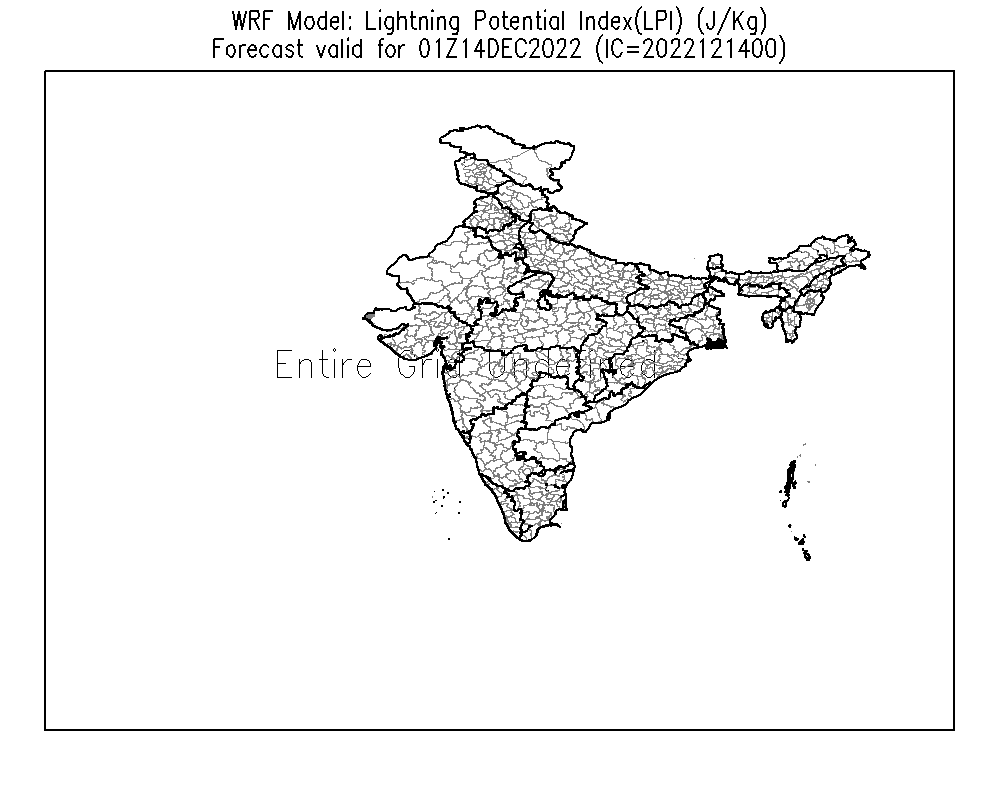 WRF Model: Lightning Potential Index(LPI) (J/Kg)
Forecast valid for 01Z14DEC2022 (IC=2022121400)
Entire Grid Undefined